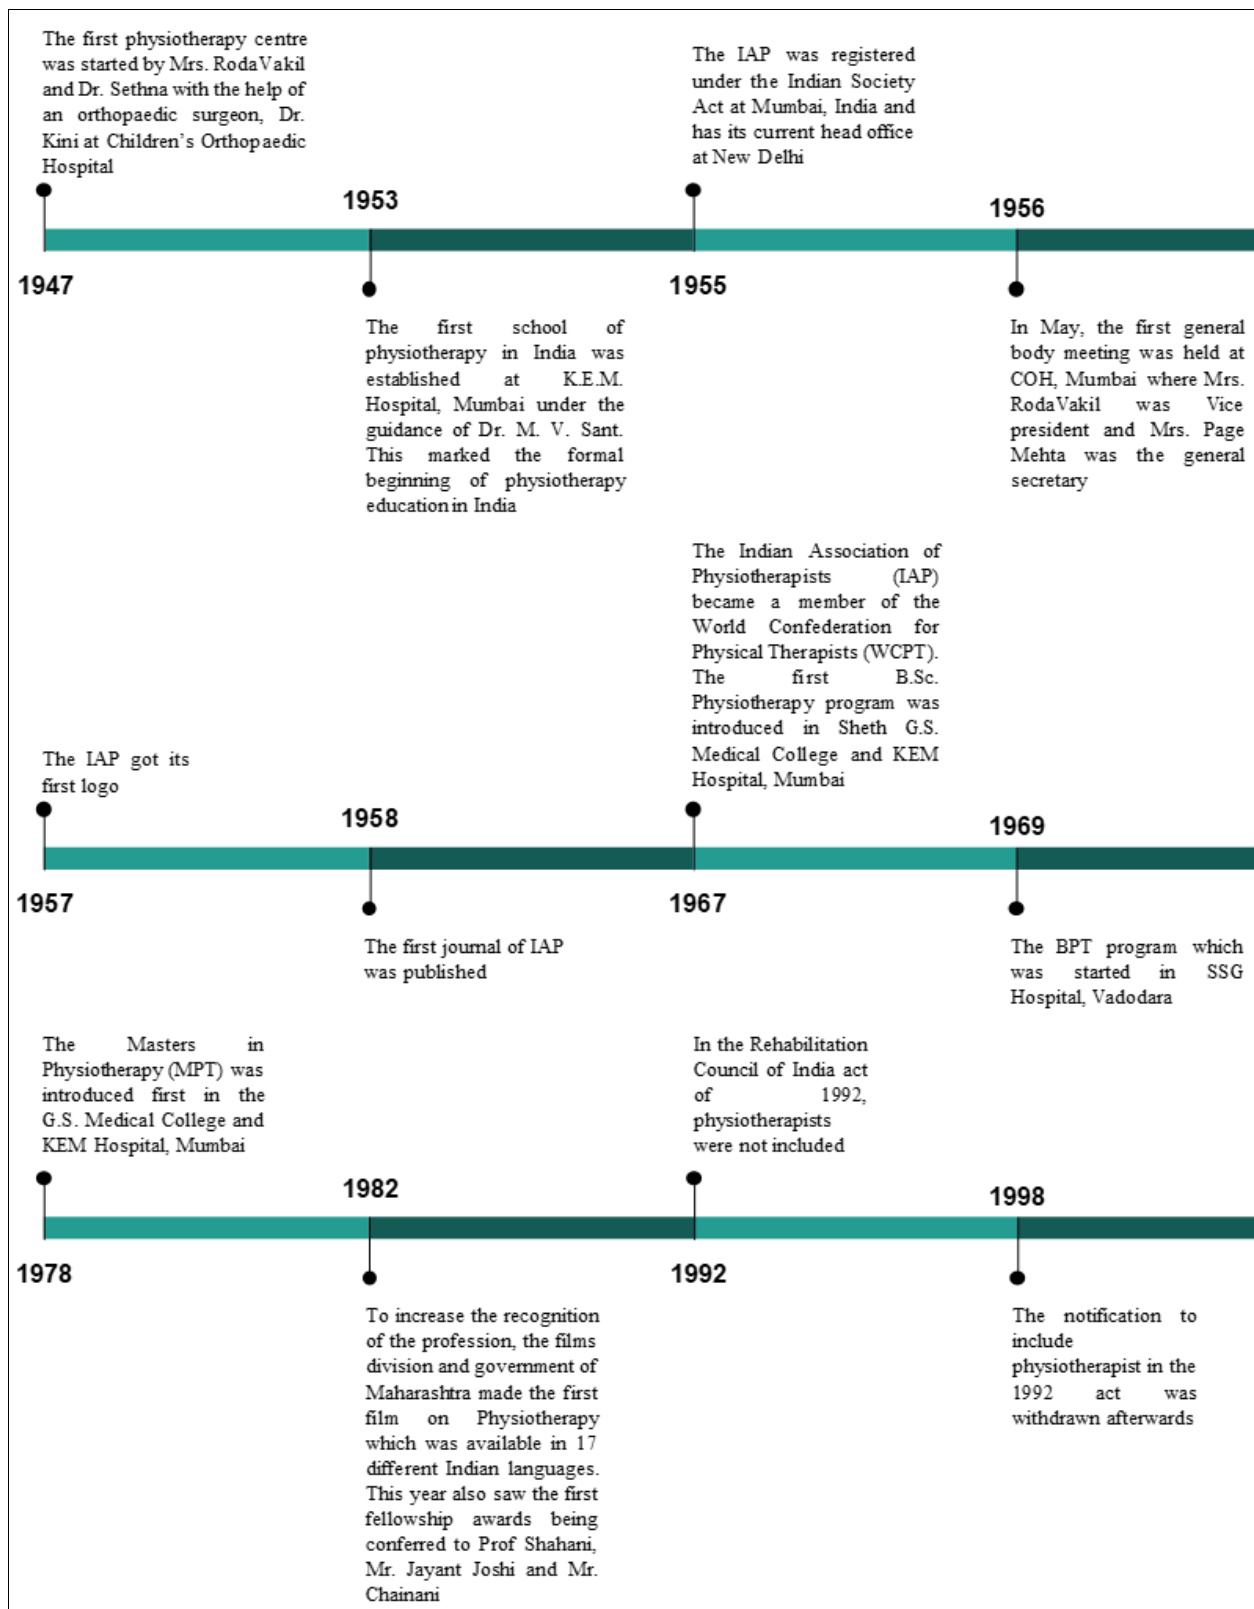 The first physiotherapy centre
was started by Mrs. RodaVakil
and Dr. Sethna with the help of
an orthopaedic surgeon, Dr.
Kini at Children's Orthopaedic
Hospital
1947
1953
The first school of
physiotherapy in India was
established at K.E.M.
Hospital, Mumbai under the
guidance of Dr. M. V. Sant.
This marked the formal
beginning of physiotherapy
education in India
The IAP was registered
under the Indian Society
Act at Mumbai, India and
has its current head office
at New Delhi
1955
1956
In May, the first general
body meeting was held at
COH, Mumbai where Mrs.
RodaVakil was Vice
president and Mrs. Page
Mehta was the general
secretary
The IAP got its
first logo
1957
1958
The first journal of IAP
was published
The Indian Association of
Physiotherapists (IAP)
became a member of the
World Confederation for
Physical Therapists (WCPT).
The first B.Sc.
Physiotherapy program was
introduced in Sheth G.S.
Medical College and KEM
Hospital, Mumbai
1967
1969
The BPT program which
was started in SSG
Hospital, Vadodara
The Masters in
Physiotherapy (MPT) was
introduced first in the
G.S. Medical College and
KEM Hospital, Mumbai
1978
1982
To increase the recognition
of the profession, the films
division and government of
Maharashtra made the first
film on Physiotherapy
which was available in 17
different Indian languages.
This year also saw the first
fellowship awards being
conferred to Prof Shahani,
Mr. Jayant Joshi and Mr.
Chainani
In the Rehabilitation
Council of India act
of 1992,
physiotherapists
were not included
1992
1998
The notification to
include
physiotherapist in the
1992 act was
withdrawn afterwards